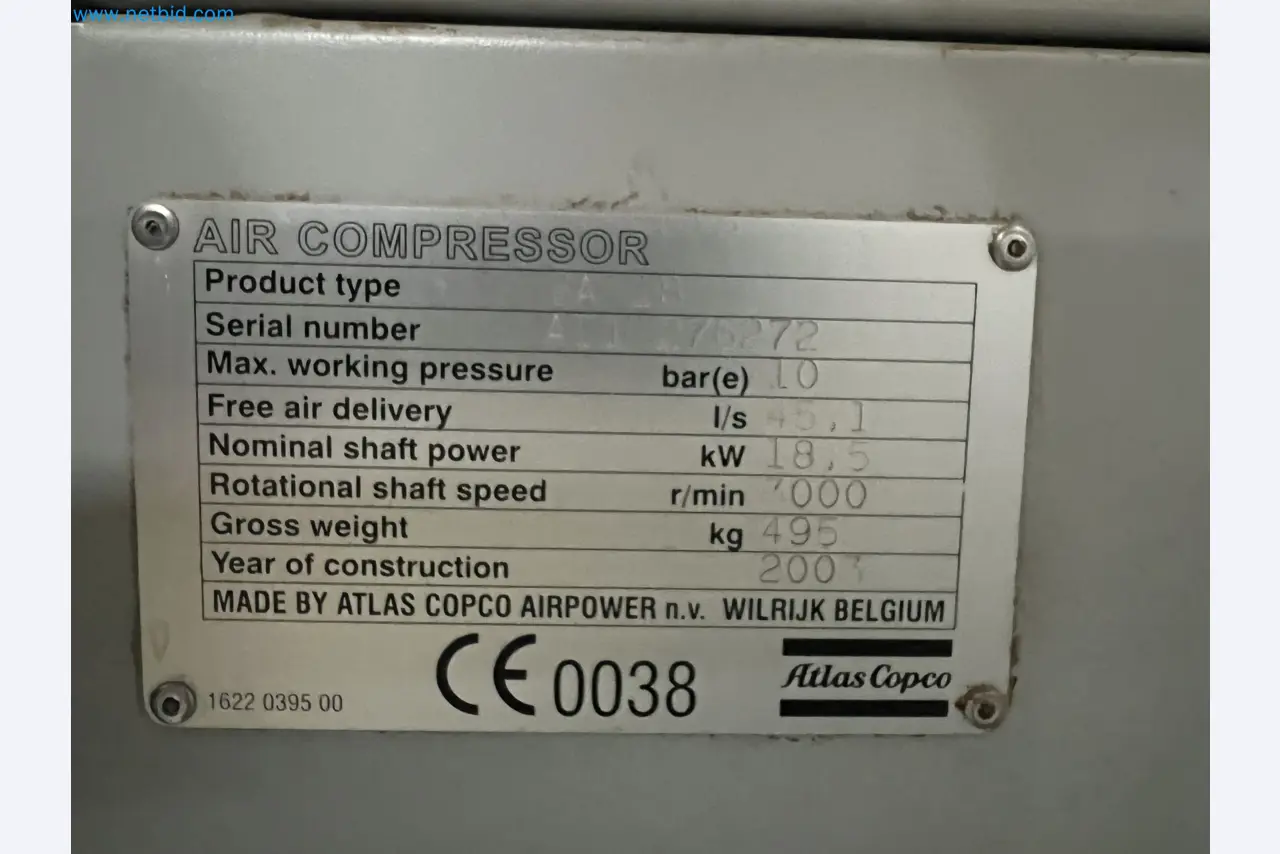 www.netbid.com
AIR COMPRESSOR
Product type
Serial number
Max. working pressure bar(e) 10
Free air delivery l/s 45,1
Nominal shaft power kW 18,5
Rotational shaft speed r/min
Gross weight kg 495
Year of construction
MADE BY ATLAS COPCO AIRPOWER n.v. WILRIJK BELGIUM
CE 0038
Atlas Copco
1622 0395 00